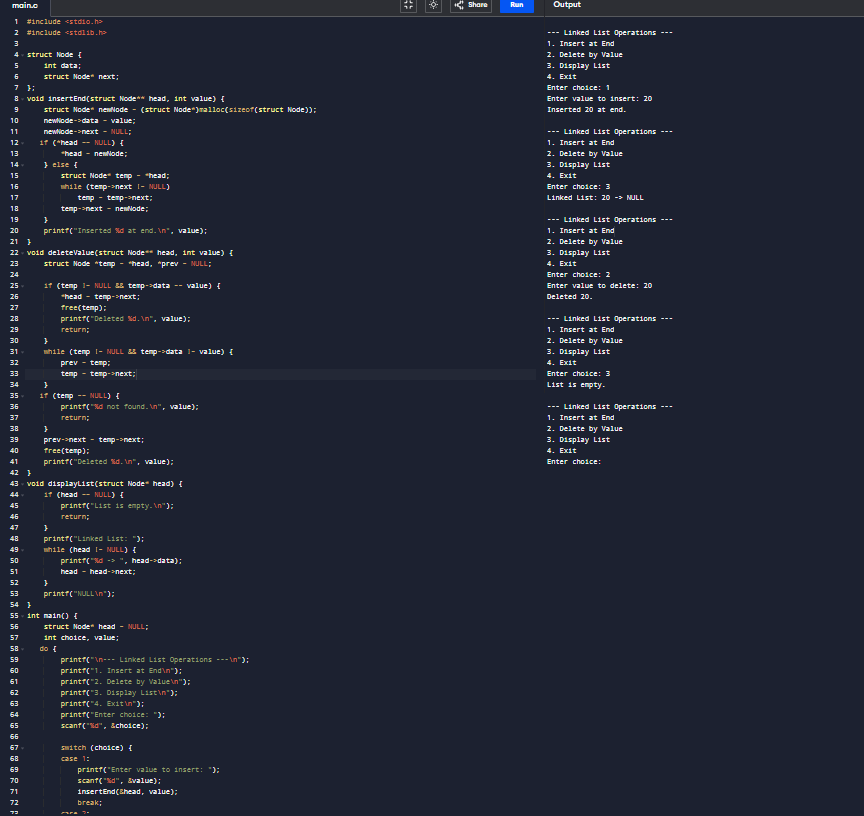 main.c
Share
Run
Output
1 #include <stdio.h>
2 #include <stdlib.h>
3
4 struct Node {
5     int data;
6     struct Node* next;
7 };
8 void insertEnd(struct Node** head, int value) {
9     struct Node* newNode = (struct Node*)malloc(sizeof(struct Node));
10     newNode->data = value;
11     newNode->next = NULL;
12    if (*head == NULL) {
13         *head = newNode;
14     } else {
15         struct Node* temp = *head;
16         while (temp->next != NULL)
17             temp = temp->next;
18         temp->next = newNode;
19     }
20     printf("Inserted %d at end.\n", value);
21 }
22 void deleteValue(struct Node** head, int value) {
23     struct Node *temp = *head, *prev = NULL;
24
25     if (temp != NULL && temp->data == value) {
26         *head = temp->next;
27         free(temp);
28         printf("Deleted %d.\n", value);
29         return;
30     }
31     while (temp != NULL && temp->data != value) {
32         prev = temp;
33         temp = temp->next;
34     }
35    if (temp == NULL) {
36         printf("%d not found.\n", value);
37         return;
38     }
39     prev->next = temp->next;
40     free(temp);
41     printf("Deleted %d.\n", value);
42 }
43 void displayList(struct Node* head) {
44     if (head == NULL) {
45         printf("List is empty.\n");
46         return;
47     }
48     printf("Linked List: ");
49     while (head != NULL) {
50         printf("%d -> ", head->data);
51         head = head->next;
52     }
53     printf("NULL\n");
54 }
55 int main() {
56     struct Node* head = NULL;
57     int choice, value;
58    do {
59         printf("\n--- Linked List Operations ---\n");
60         printf("1. Insert at End\n");
61         printf("2. Delete by Value\n");
62         printf("3. Display List\n");
63         printf("4. Exit\n");
64         printf("Enter choice: ");
65         scanf("%d", &choice);
66
67         switch (choice) {
68         case 1:
69             printf("Enter value to insert: ");
70             scanf("%d", &value);
71             insertEnd(&head, value);
72             break;
73         case 2:
--- Linked List Operations ---
1. Insert at End
2. Delete by Value
3. Display List
4. Exit
Enter choice: 1
Enter value to insert: 20
Inserted 20 at end.

--- Linked List Operations ---
1. Insert at End
2. Delete by Value
3. Display List
4. Exit
Enter choice: 3
Linked List: 20 -> NULL

--- Linked List Operations ---
1. Insert at End
2. Delete by Value
3. Display List
4. Exit
Enter choice: 2
Enter value to delete: 20
Deleted 20.

--- Linked List Operations ---
1. Insert at End
2. Delete by Value
3. Display List
4. Exit
Enter choice: 3
List is empty.

--- Linked List Operations ---
1. Insert at End
2. Delete by Value
3. Display List
4. Exit
Enter choice: